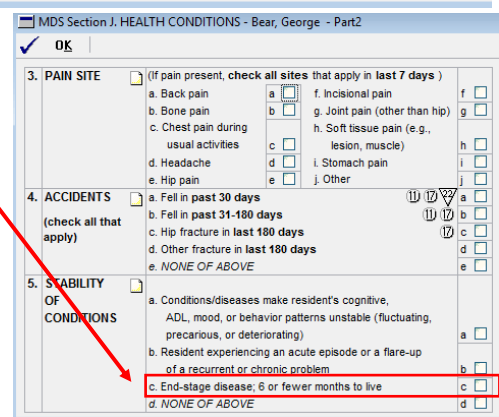 MDS Section J. HEALTH CONDITIONS - Bear, George - Part2
OK
3. PAIN SITE (If pain present, check all sites that apply in last 7 days )
a. Back pain a f. Incisional pain f
b. Bone pain b g. Joint pain (other than hip) g
c. Chest pain during h. Soft tissue pain (e.g.,
usual activities c lesion, muscle) h
d. Headache d i. Stomach pain i
e. Hip pain e j. Other j
4. ACCIDENTS a. Fell in past 30 days 11 17 22 a
(check all that b. Fell in past 31-180 days 11 17 b
apply) c. Hip fracture in last 180 days 17 c
d. Other fracture in last 180 days d
e. NONE OF ABOVE e
5. STABILITY
OF a. Conditions/diseases make resident's cognitive,
CONDITIONS ADL, mood, or behavior patterns unstable (fluctuating,
precarious, or deteriorating) a
b. Resident experiencing an acute episode or a flare-up
of a recurrent or chronic problem b
c. End-stage disease; 6 or fewer months to live c
d. NONE OF ABOVE d